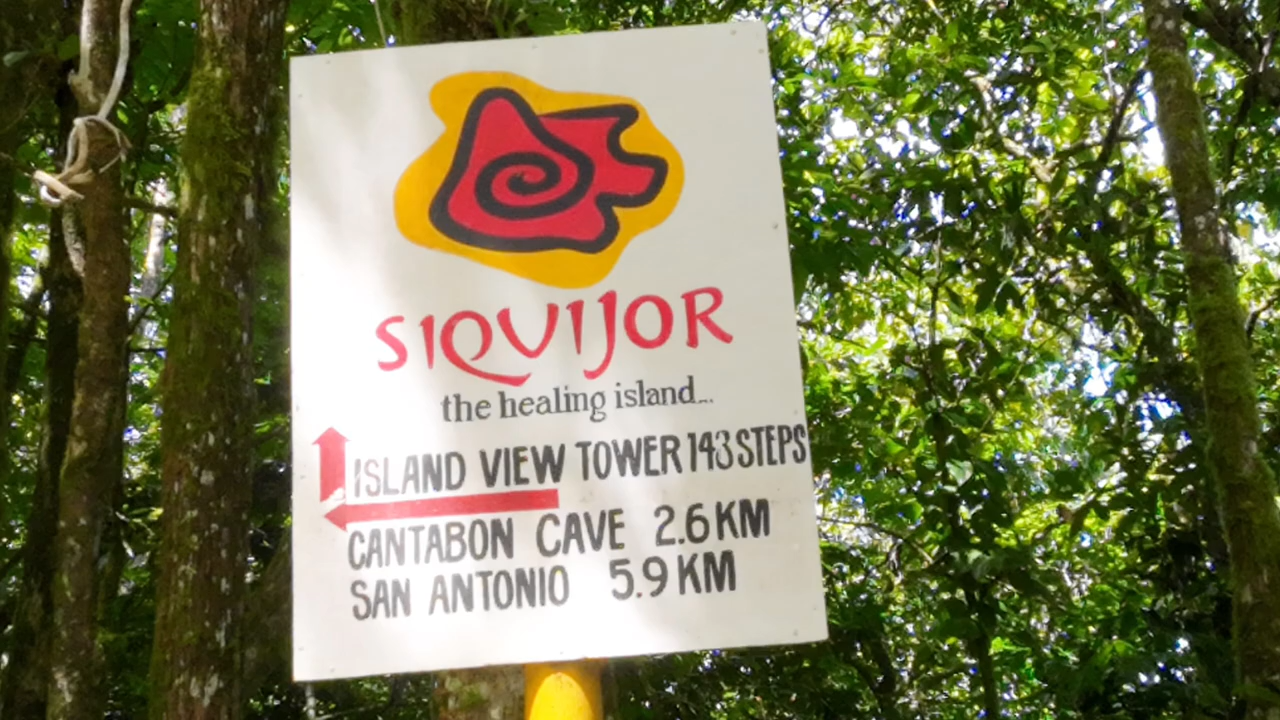 SIQUIJOR
the healing island...
ISLAND VIEW TOWER 143 STEPS
CANTABON CAVE 2.6 KM
SAN ANTONIO 5.9 KM